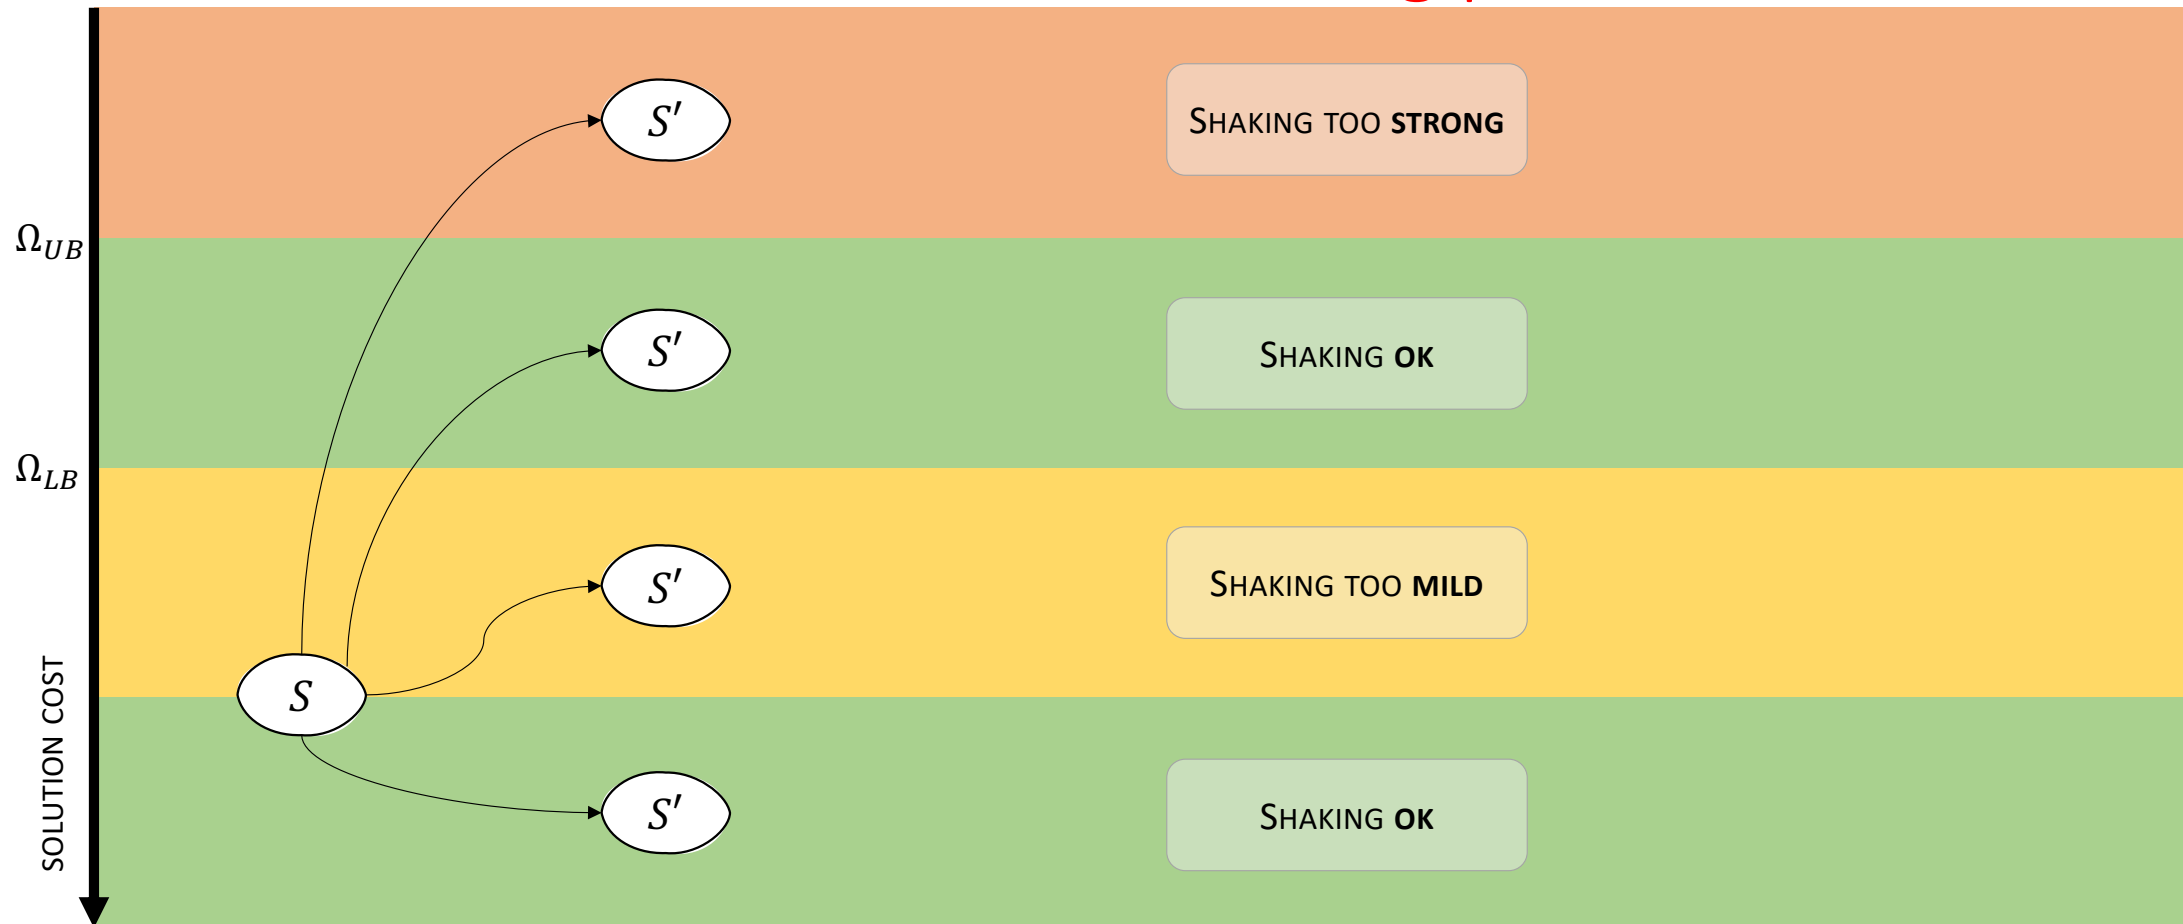 S′
SHAKING TOO STRONG
Ω_UB
S′
SHAKING OK
Ω_LB
S′
SHAKING TOO MILD
S
SOLUTION COST
S′
SHAKING OK